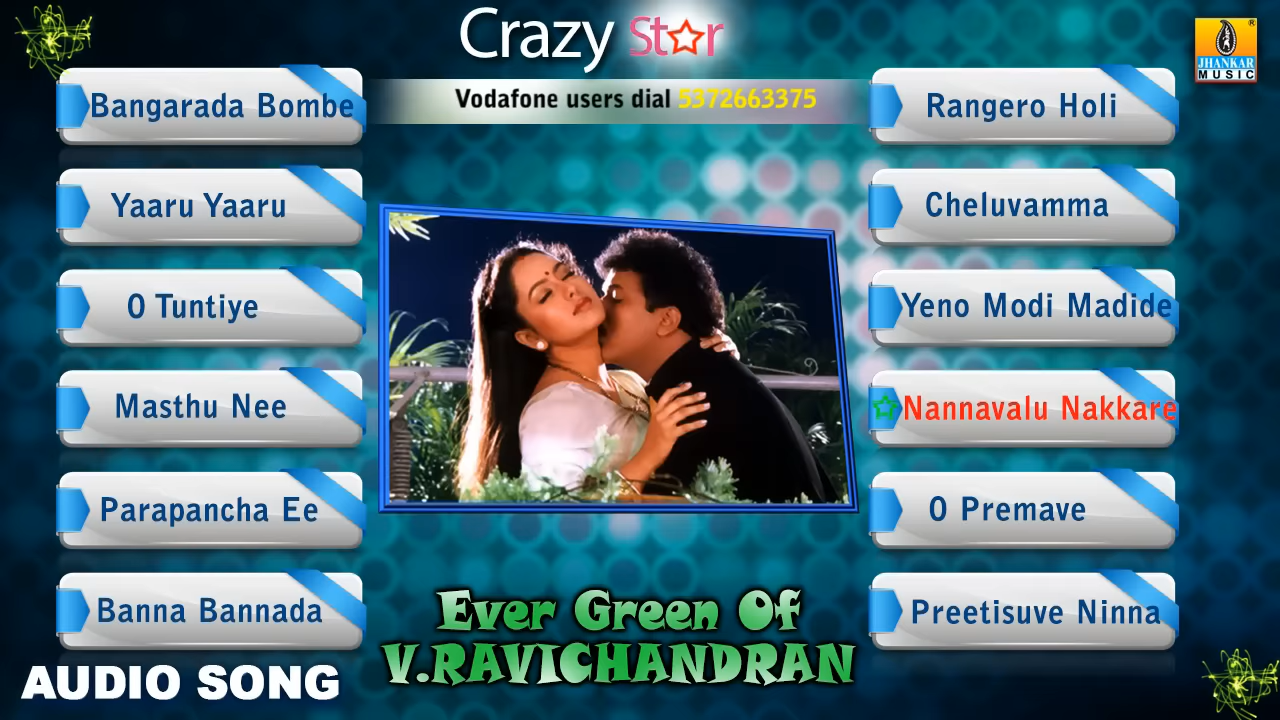 Crazy Star
JHANKAR
MUSIC
Vodafone users dial 5372663375
Bangarada Bombe
Yaaru Yaaru
O Tuntiye
Masthu Nee
Parapancha Ee
Banna Bannada
Rangero Holi
Cheluvamma
Yeno Modi Madide
Nannavalu Nakkare
O Premave
Preetisuve Ninna
Ever Green Of
V.RAVICHANDRAN
AUDIO SONG